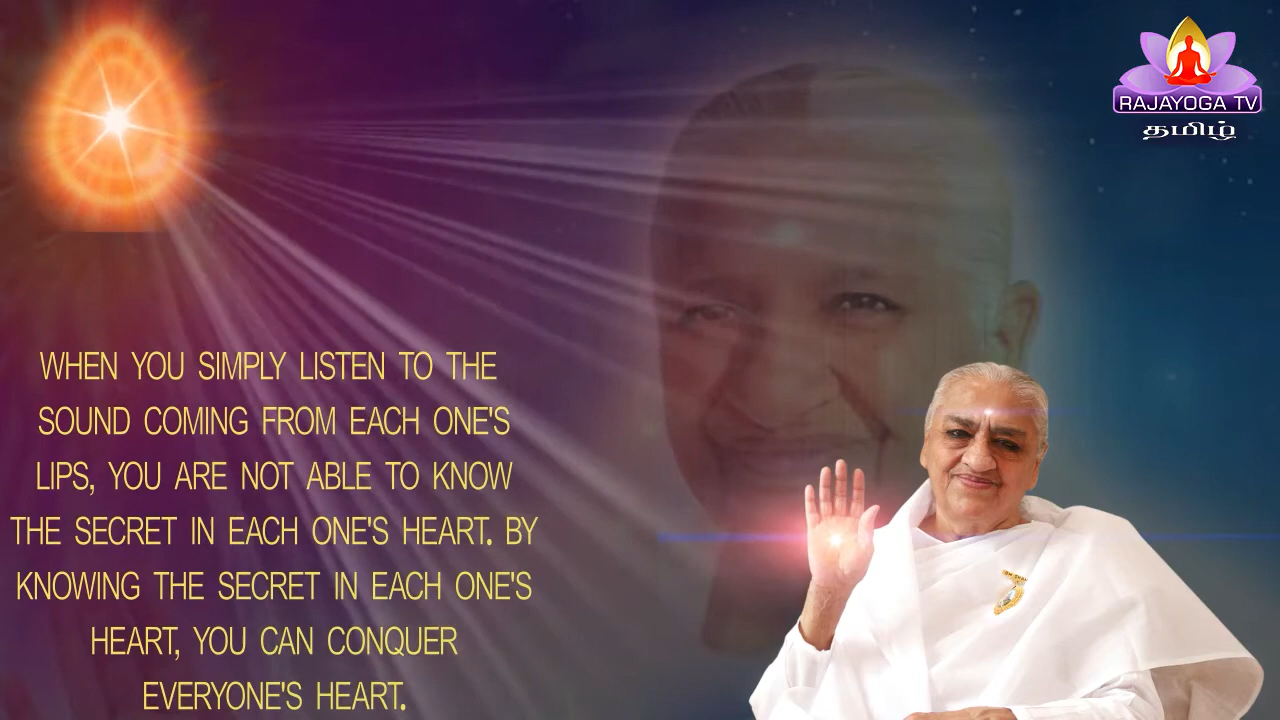 RAJAYOGA TV
தமிழ்
WHEN YOU SIMPLY LISTEN TO THE
SOUND COMING FROM EACH ONE'S
LIPS, YOU ARE NOT ABLE TO KNOW
THE SECRET IN EACH ONE'S HEART. BY
KNOWING THE SECRET IN EACH ONE'S
HEART, YOU CAN CONQUER
EVERYONE'S HEART.